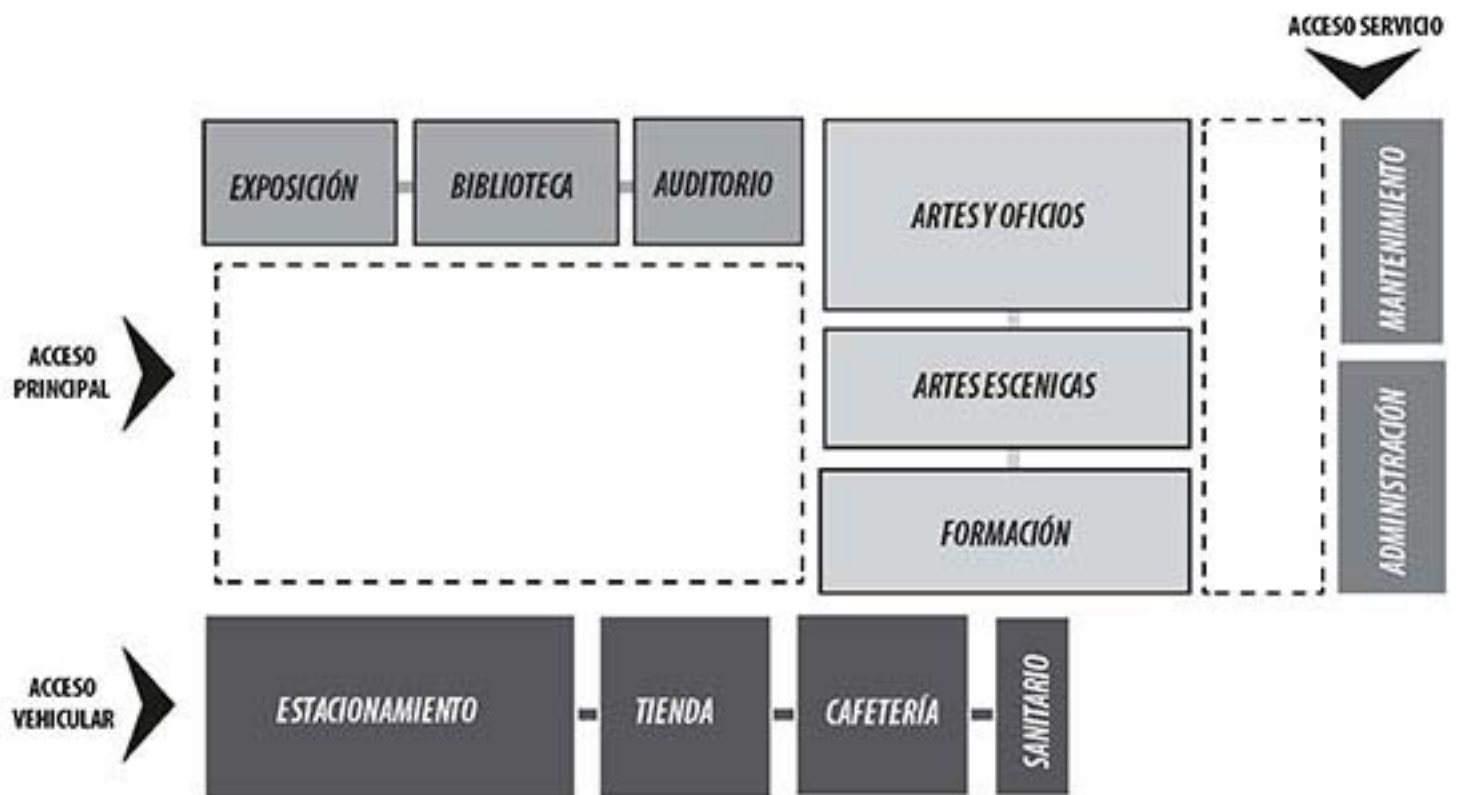 ACCESO SERVICIO
EXPOSICIÓN
BIBLIOTECA
AUDITORIO
ARTES Y OFICIOS
MANTENIMIENTO
ACCESO
PRINCIPAL
ARTES ESCENICAS
ADMINISTRACIÓN
FORMACIÓN
ACCESO
VEHICULAR
ESTACIONAMIENTO
TIENDA
CAFETERÍA
SANITARIO